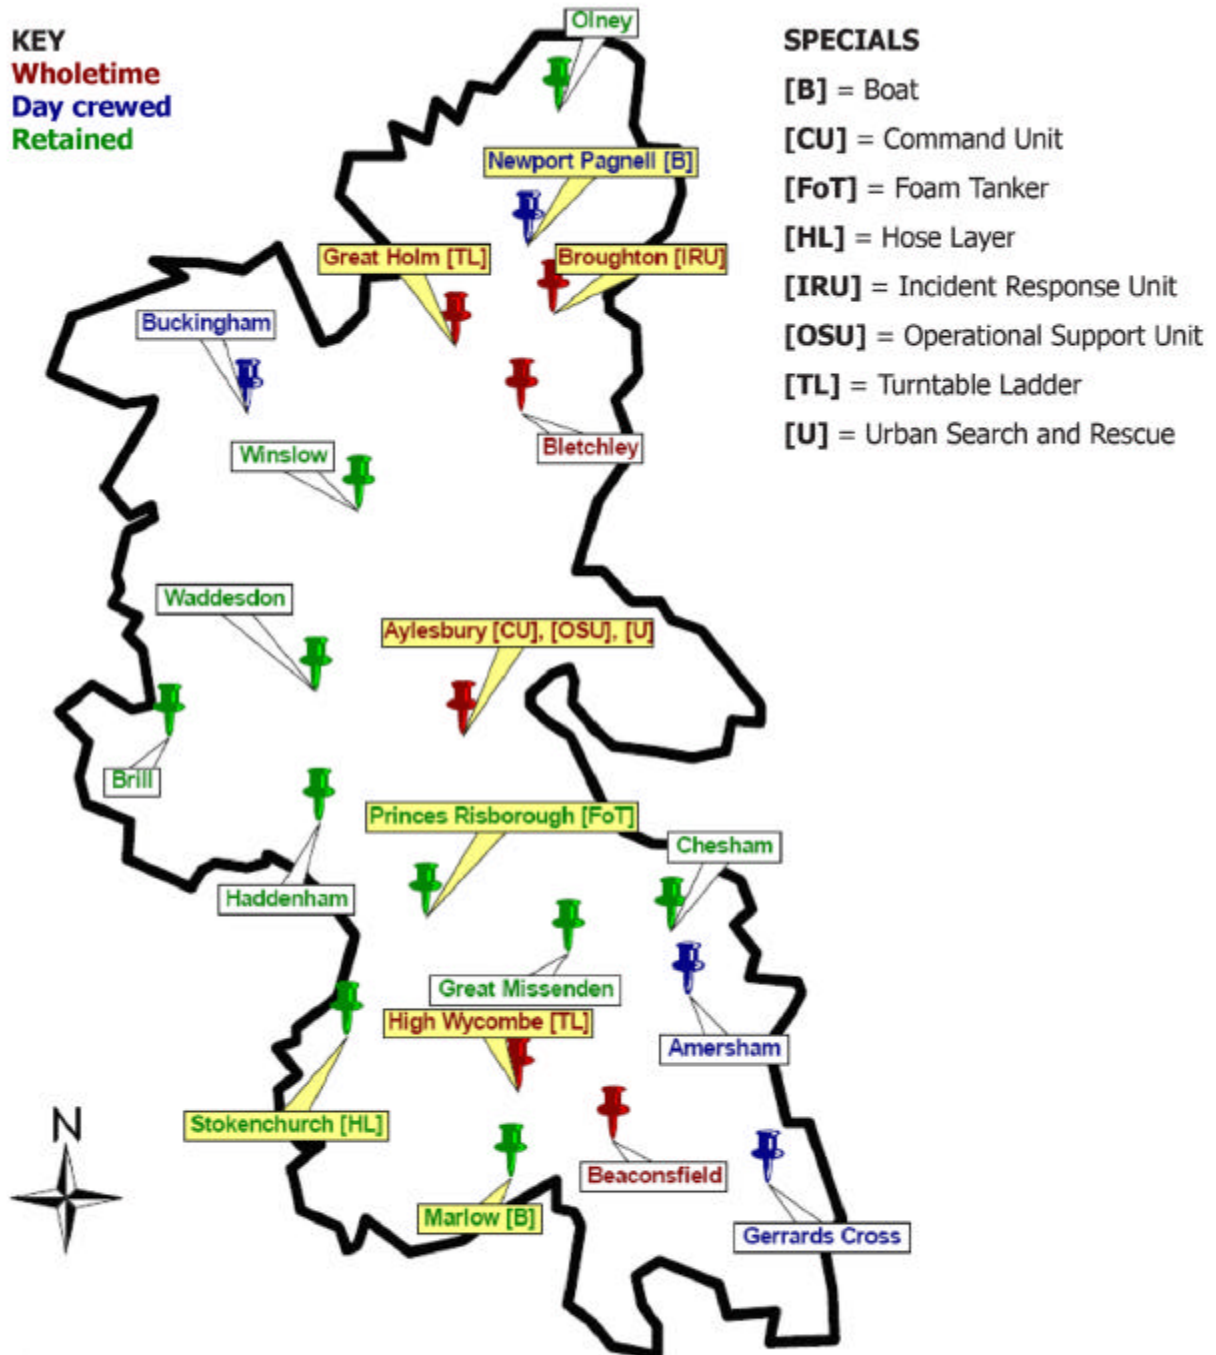 KEY
Wholetime
Day crewed
Retained
SPECIALS
[B] = Boat
[CU] = Command Unit
[FoT] = Foam Tanker
[HL] = Hose Layer
[IRU] = Incident Response Unit
[OSU] = Operational Support Unit
[TL] = Turntable Ladder
[U] = Urban Search and Rescue
Olney
Newport Pagnell [B]
Great Holm [TL]
Broughton [IRU]
Buckingham
Bletchley
Winslow
Waddesdon
Aylesbury [CU], [OSU], [U]
Brill
Princes Risborough [FoT]
Chesham
Haddenham
Great Missenden
High Wycombe [TL]
Amersham
Stokenchurch [HL]
Beaconsfield
Marlow [B]
Gerrards Cross
N